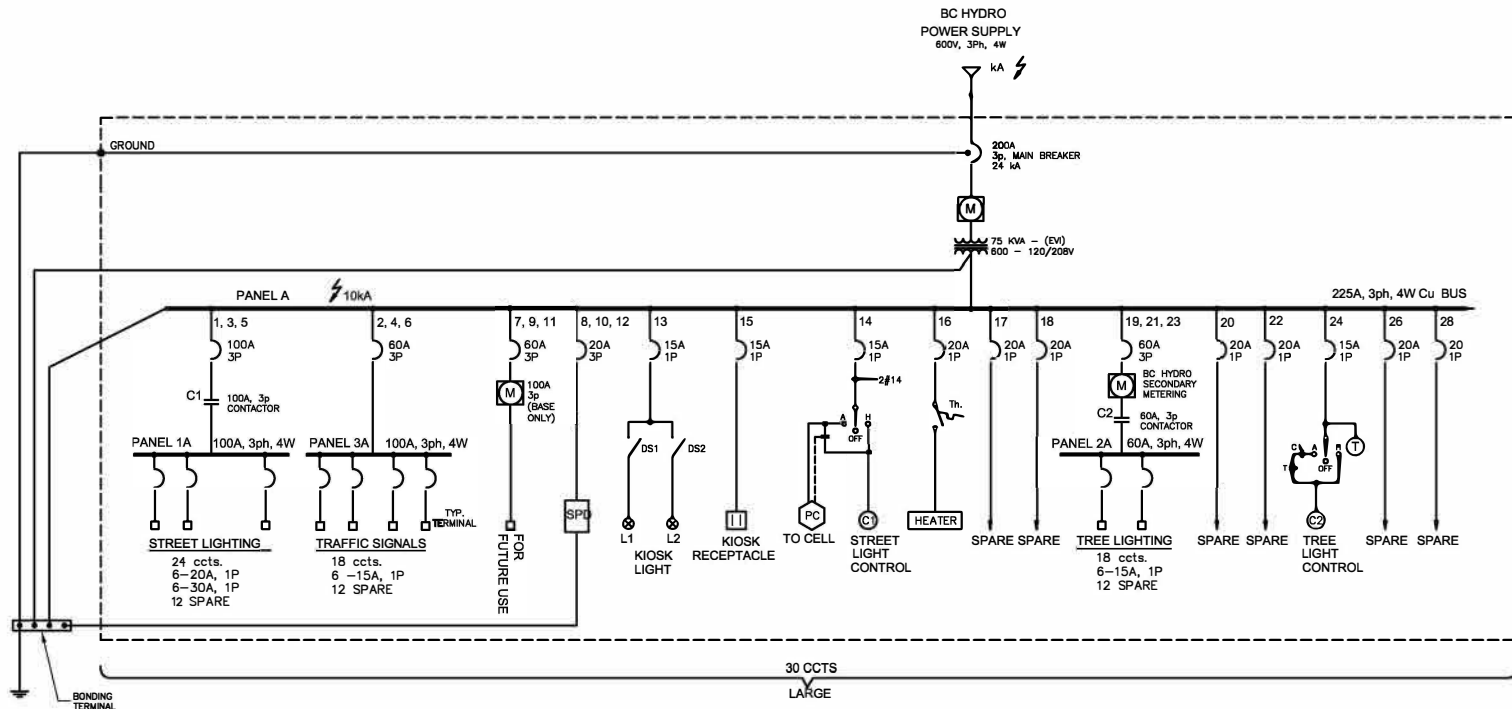 BC HYDRO
POWER SUPPLY
600V, 3Ph, 4W
kA
GROUND
200A
3p, MAIN BREAKER
24 kA
M
75 KVA - (EVI)
600 - 120/208V
PANEL A
10kA
225A, 3ph, 4W Cu BUS
1, 3, 5
100A
3P
C1
100A, 3p
CONTACTOR
PANEL 1A
100A, 3ph, 4W
STREET LIGHTING
24 ccts.
6-20A, 1P
6-30A, 1P
12 SPARE
2, 4, 6
60A
3P
PANEL 3A
100A, 3ph, 4W
TYP.
TERMINAL
TRAFFIC SIGNALS
18 ccts.
6 -15A, 1P
12 SPARE
7, 9, 11
60A
3P
M
100A
3p
(BASE
ONLY)
FOR
FUTURE USE
8, 10, 12
20A
3P
SPD
13
15A
1P
DS1
DS2
L1
L2
KIOSK
LIGHT
15
15A
1P
KIOSK
RECEPTACLE
14
15A
1P
2#14
A
H
OFF
PC
TO CELL
C1
STREET
LIGHT
CONTROL
16
20A
1P
Th.
HEATER
17
20A
1P
SPARE
18
20A
1P
SPARE
19, 21, 23
60A
3P
M
BC HYDRO
SECONDARY
METERING
C2
60A, 3p
CONTACTOR
PANEL 2A
60A, 3ph, 4W
TREE LIGHTING
18 ccts.
6-15A, 1P
12 SPARE
20
20A
1P
SPARE
22
20A
1P
SPARE
24
15A
1P
T
C
A
OFF
T
C2
TREE
LIGHT
CONTROL
26
20A
1P
SPARE
28
20
1P
SPARE
30 CCTS
LARGE
BONDING
TERMINAL